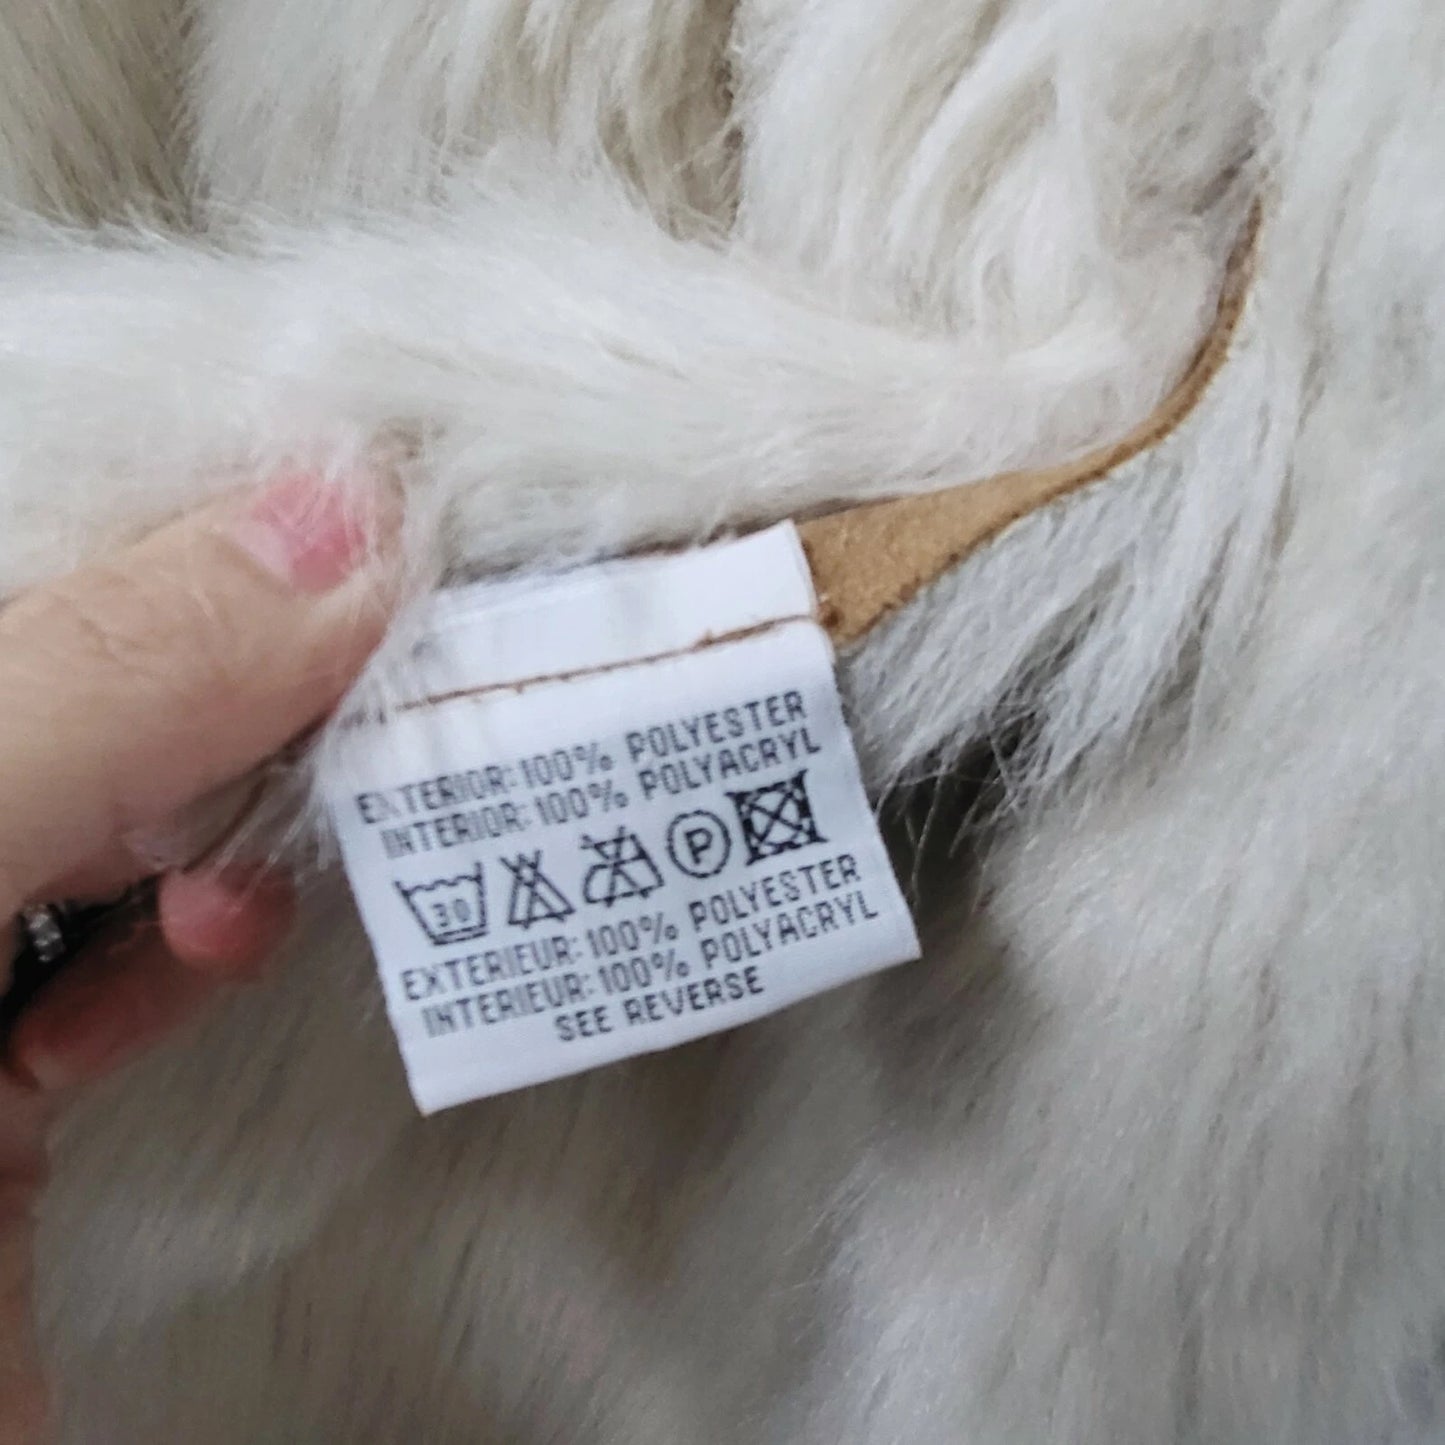 EXTERIOR: 100% POLYESTER
INTERIOR: 100% POLYACRYL
30 P
EXTERIEUR: 100% POLYESTER
INTERIEUR: 100% POLYACRYL
SEE REVERSE